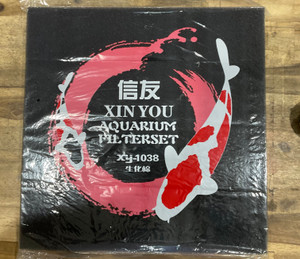 信友
XIN YOU
AQUARIUM
FILTERSET
XY-1038
生化棉